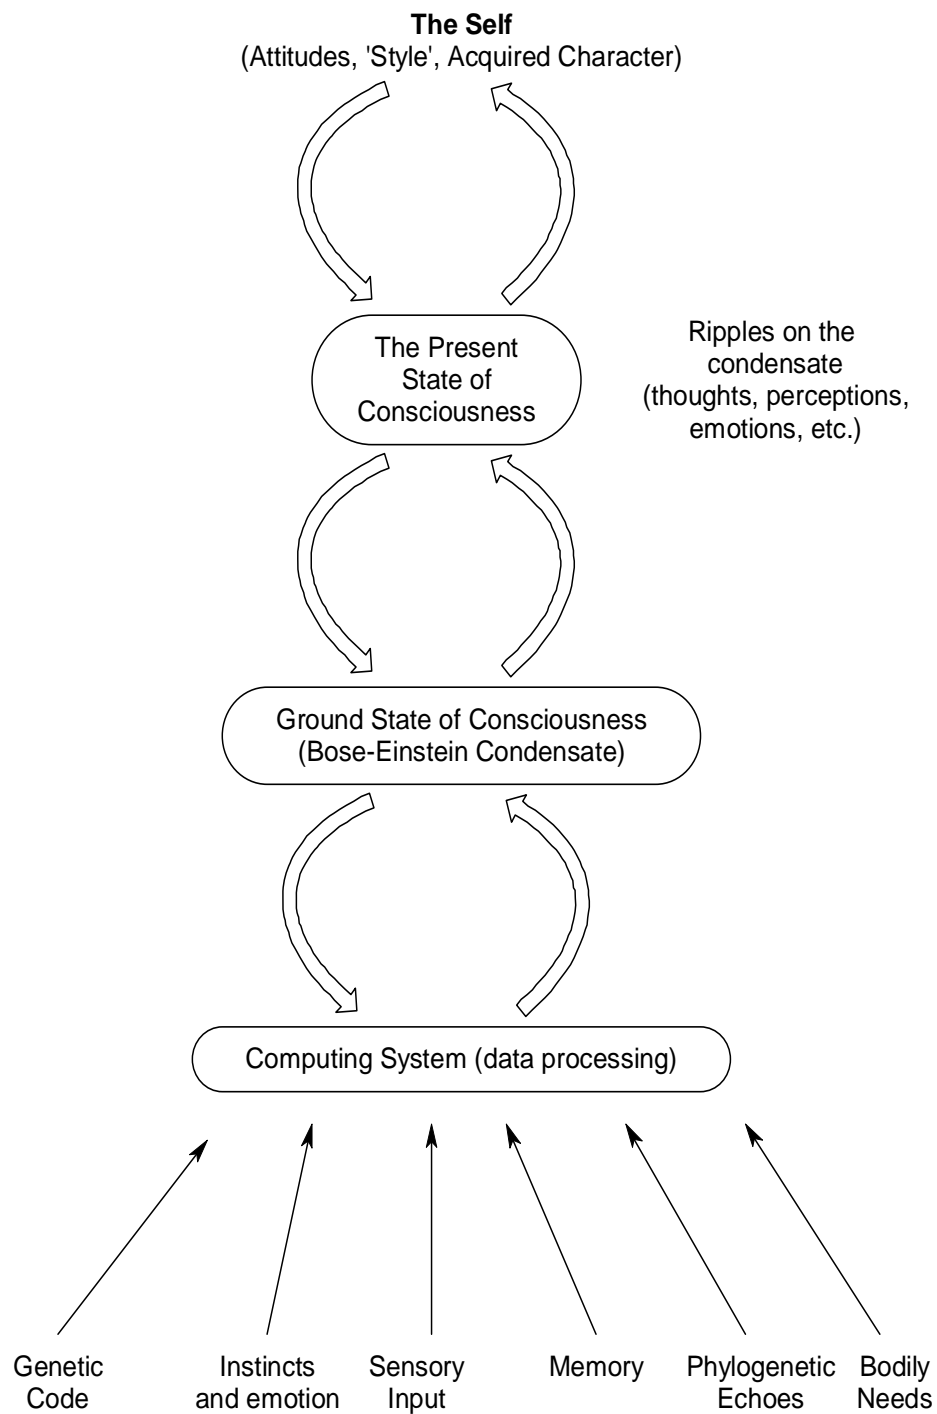 The Self
(Attitudes, 'Style', Acquired Character)
The Present
State of
Consciousness
Ripples on the
condensate
(thoughts, perceptions,
emotions, etc.)
Ground State of Consciousness
(Bose-Einstein Condensate)
Computing System (data processing)
Genetic
Code
Instincts
and emotion
Sensory
Input
Memory
Phylogenetic
Echoes
Bodily
Needs